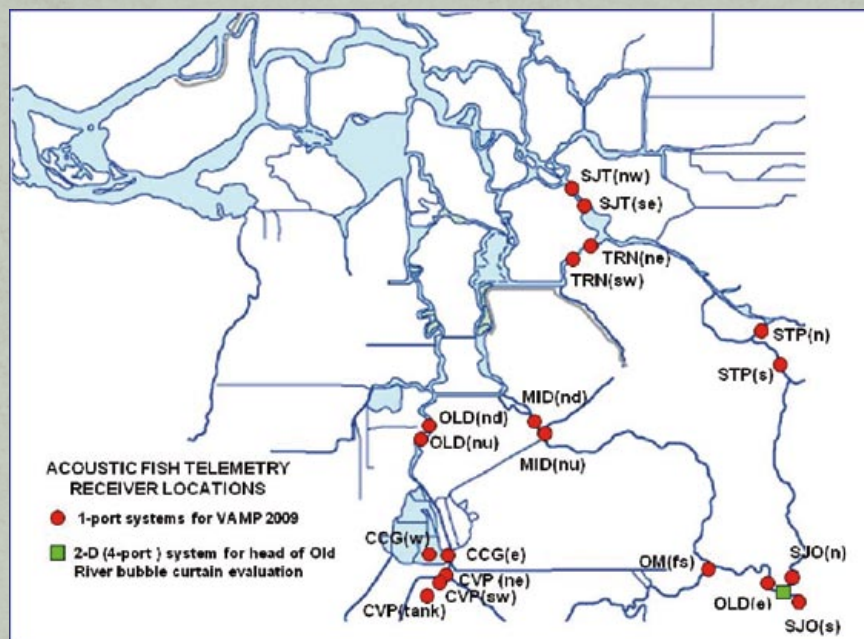 SJT(nw)
SJT(se)
TRN(ne)
TRN(sw)
STP(n)
STP(s)
MID(nd)
OLD(nd)
OLD(nu)
MID(nu)
ACOUSTIC FISH TELEMETRY
RECEIVER LOCATIONS
1-port systems for VAMP 2009
2-D (4-port ) system for head of Old
River bubble curtain evaluation
CCG(w)
CCG(e)
CVP (ne)
CVP(sw)
CVP(tank)
OM(fs)
SJO(n)
OLD(e)
SJO(s)